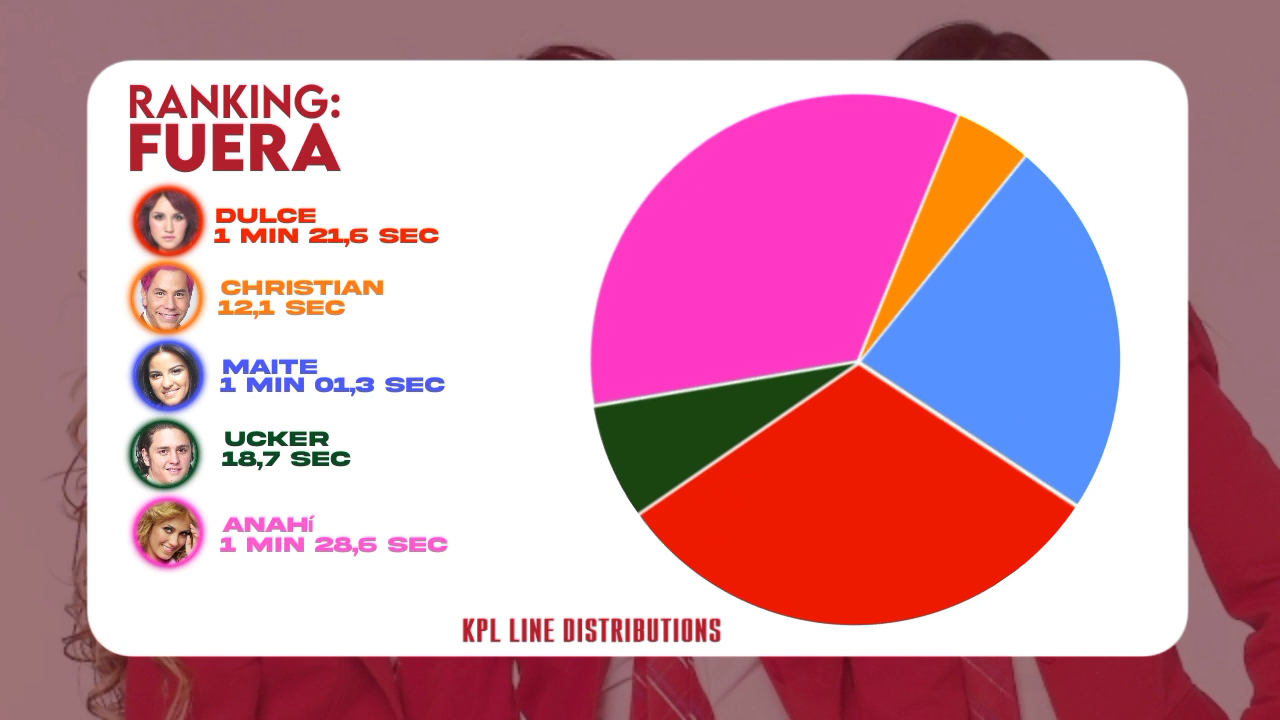 RANKING:
FUERA
DULCE
1 MIN 21,6 SEC
CHRISTIAN
12,1 SEC
MAITE
1 MIN 01,3 SEC
UCKER
18,7 SEC
ANAHí
1 MIN 28,6 SEC
KPL LINE DISTRIBUTIONS